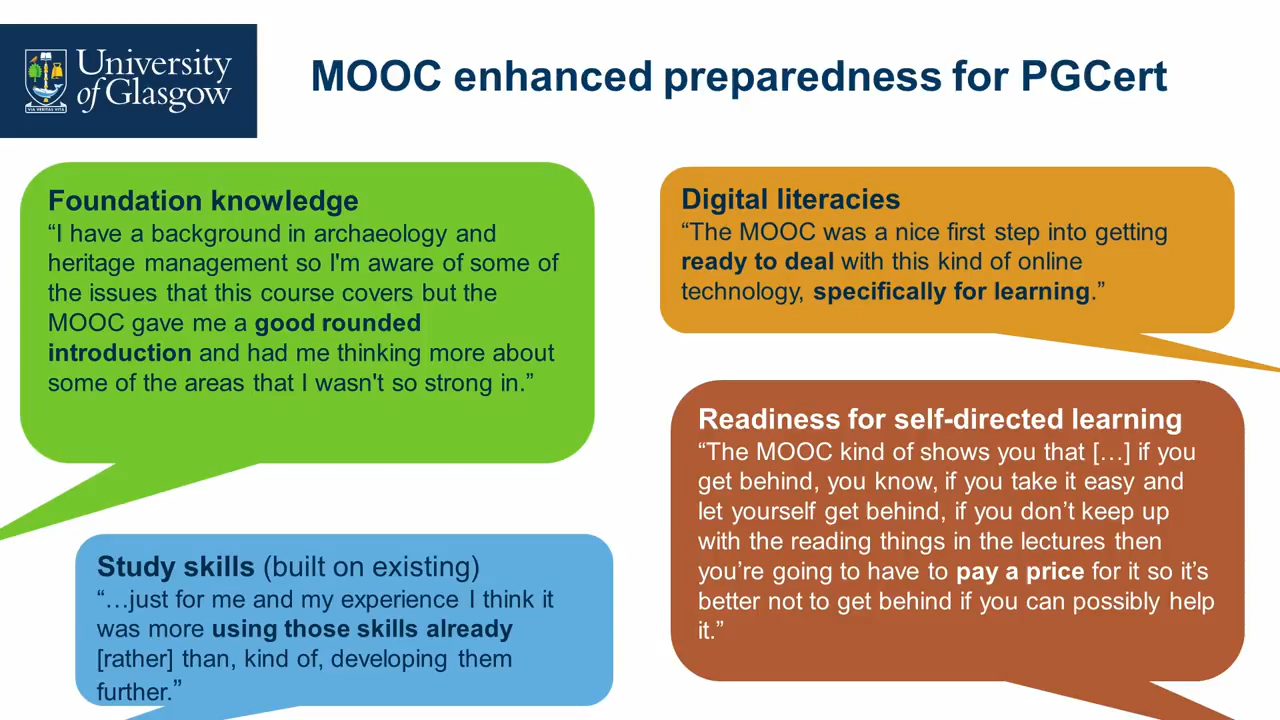 University
of Glasgow
VIA VERITAS VITA
MOOC enhanced preparedness for PGCert
Foundation knowledge
“I have a background in archaeology and
heritage management so I'm aware of some of
the issues that this course covers but the
MOOC gave me a good rounded
introduction and had me thinking more about
some of the areas that I wasn't so strong in.”
Digital literacies
“The MOOC was a nice first step into getting
ready to deal with this kind of online
technology, specifically for learning.”
Study skills (built on existing)
“…just for me and my experience I think it
was more using those skills already
[rather] than, kind of, developing them
further.”
Readiness for self-directed learning
“The MOOC kind of shows you that […] if you
get behind, you know, if you take it easy and
let yourself get behind, if you don’t keep up
with the reading things in the lectures then
you’re going to have to pay a price for it so it’s
better not to get behind if you can possibly help
it.”